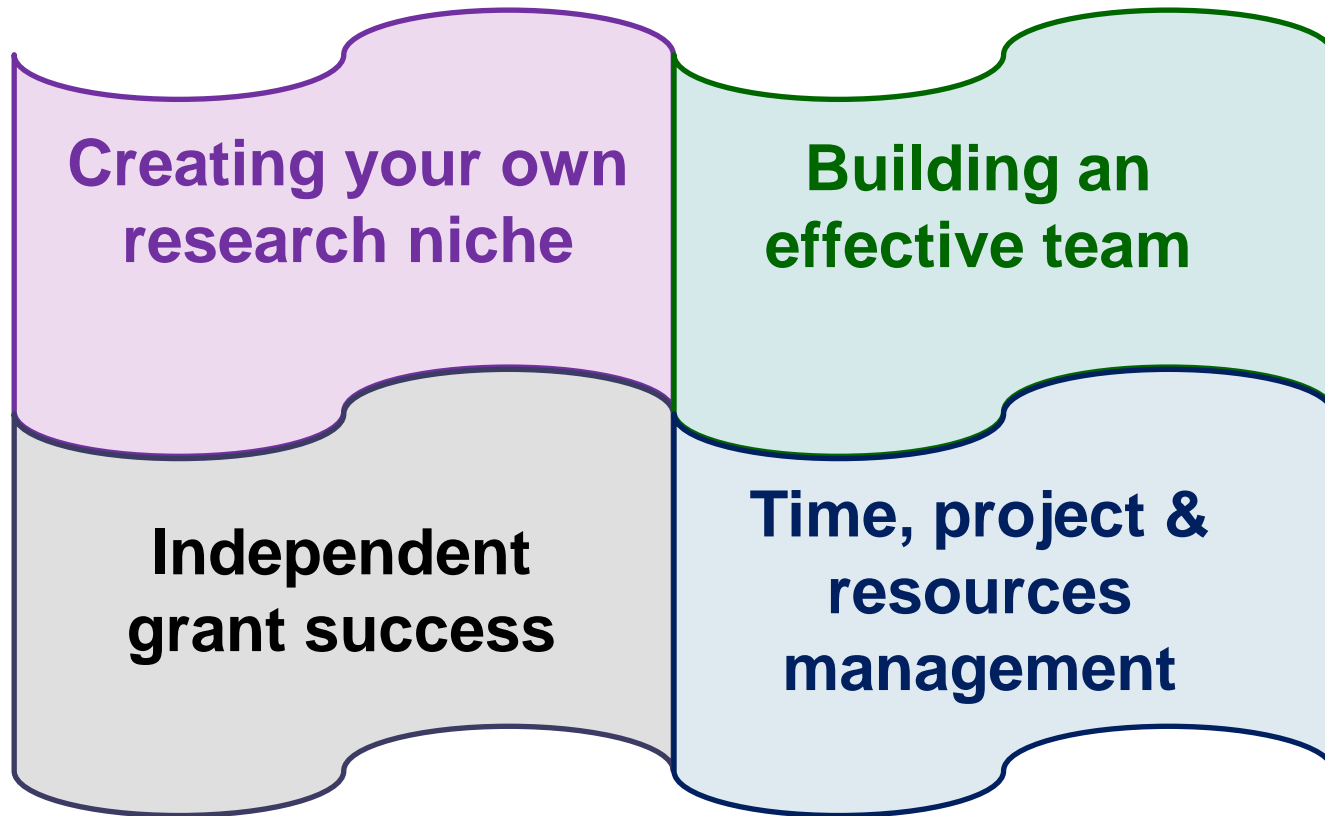 Creating your own
research niche
Building an
effective team
Independent
grant success
Time, project &
resources
management